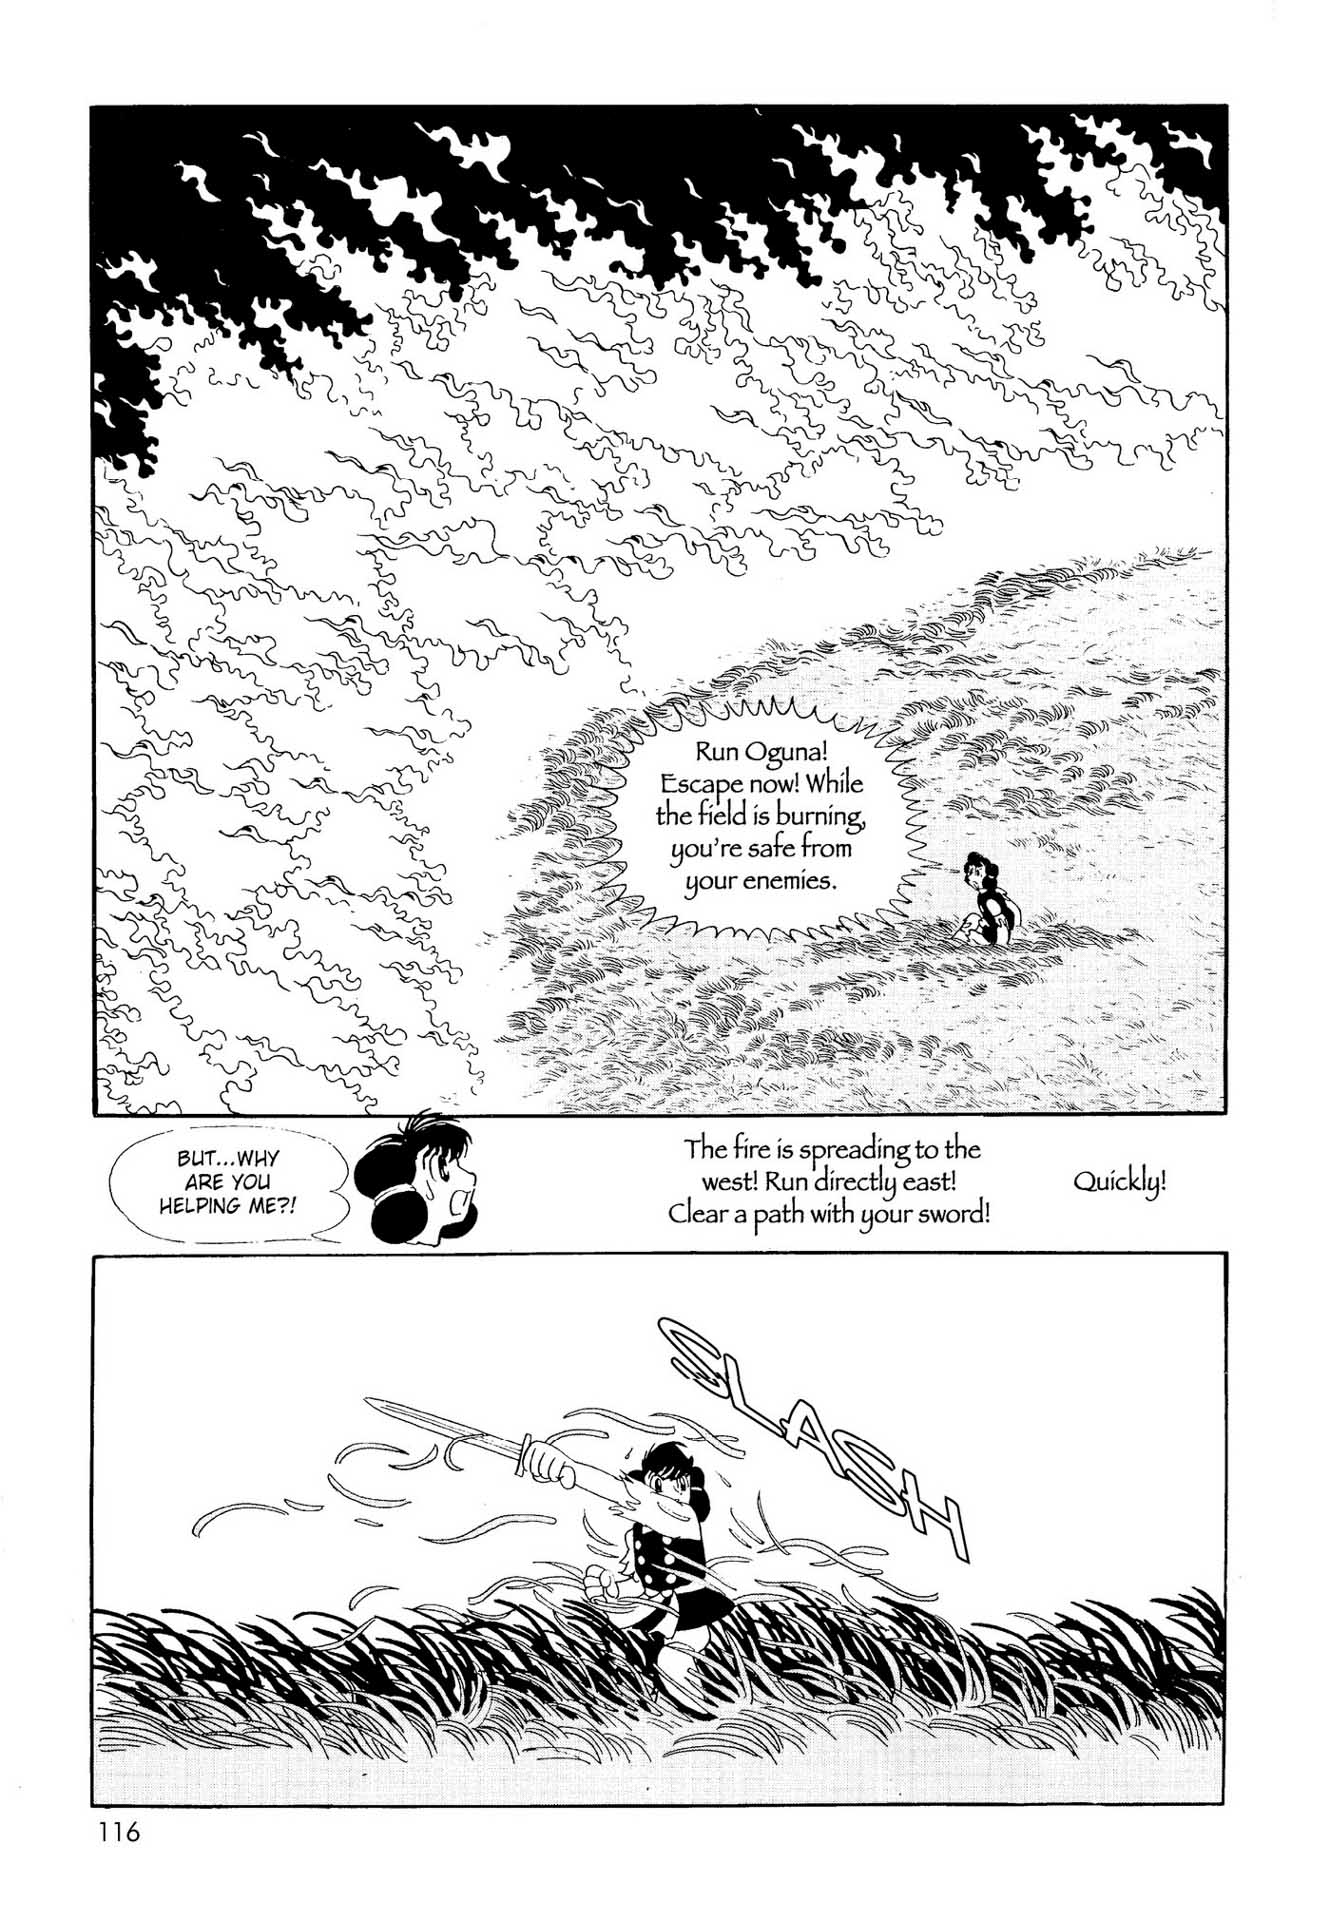 Run Oguna!
Escape now! While
the field is burning,
you're safe from
your enemies.
BUT...WHY
ARE YOU
HELPING ME?!
The fire is spreading to the
west! Run directly east!
Clear a path with your sword!
Quickly!
SLASH
116